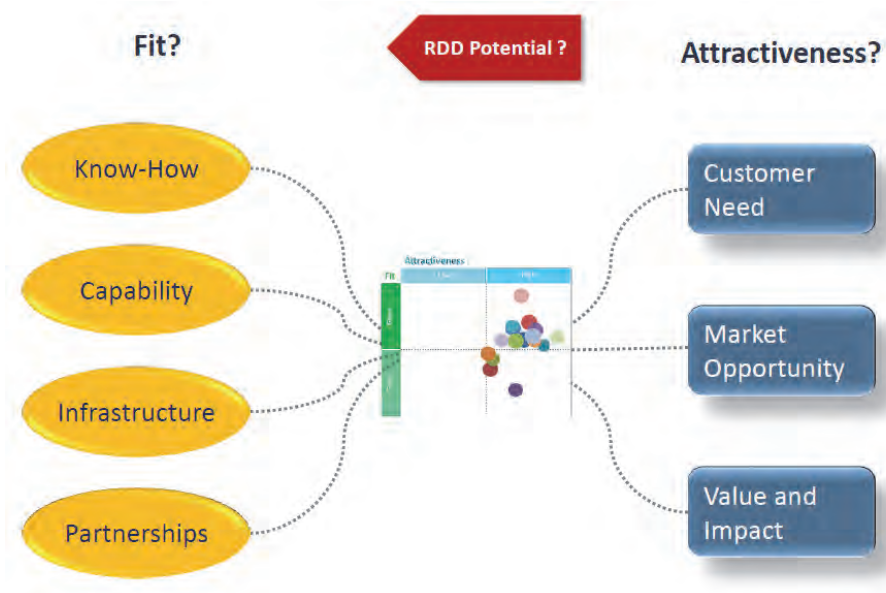 Fit?
RDD Potential ?
Attractiveness?
Know-How
Customer
Need
Capability
Attractiveness
Fit
Market
Opportunity
Infrastructure
Partnerships
Value and
Impact